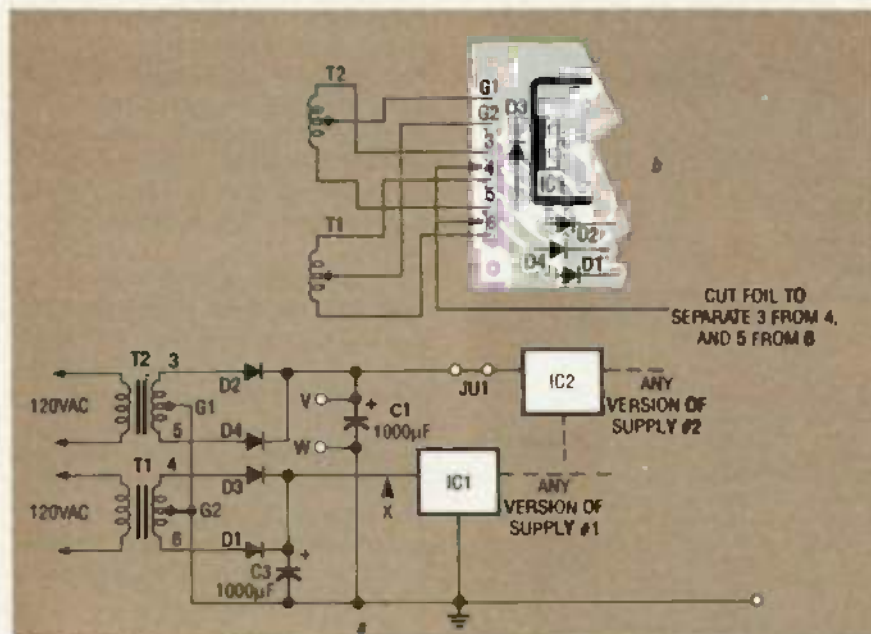 T2
G1
G2
D3
3
4
5
6
IC1
T1
D2
D4
D1
b
CUT FOIL TO
SEPARATE 3 FROM 4,
AND 5 FROM 6
T2
3
D2
G1
5
D4
120VAC
V
W
C1
1000µF
+
JU1
IC2
ANY
VERSION OF
SUPPLY #2
T1
4
D3
G2
6
D1
120VAC
C3
1000µF
+
X
IC1
ANY
VERSION OF
SUPPLY #1
a